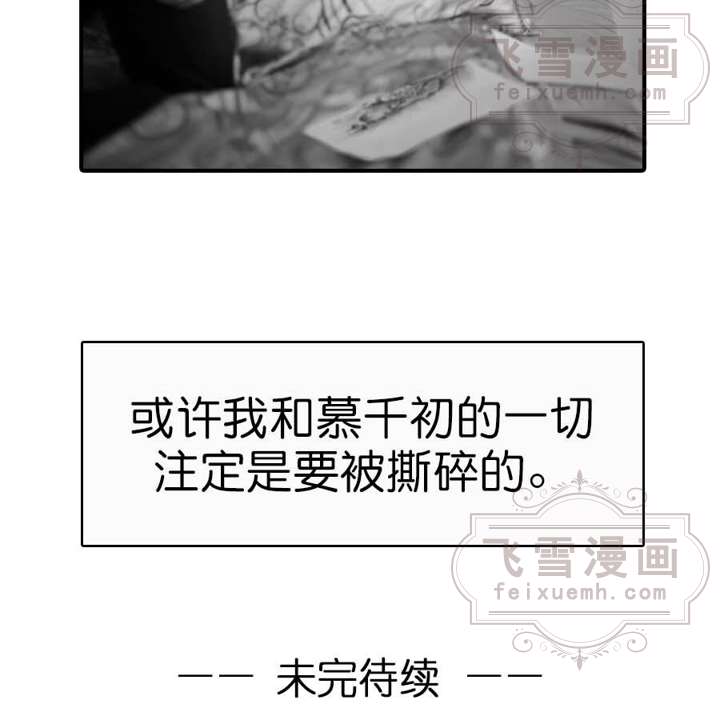 飞雪漫画
feixuemh.com
或许我和慕千初的一切
注定是要被撕碎的。
飞雪漫画
feixuemh.com
—— 未完待续 ——